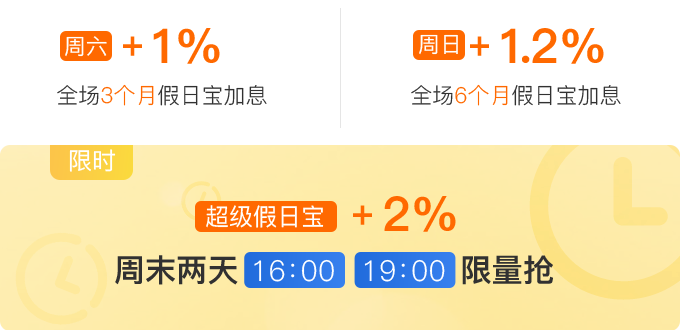 周六 +1%
全场3个月假日宝加息
周日 +1.2%
全场6个月假日宝加息
限时
超级假日宝 +2%
周末两天 16:00 19:00 限量抢